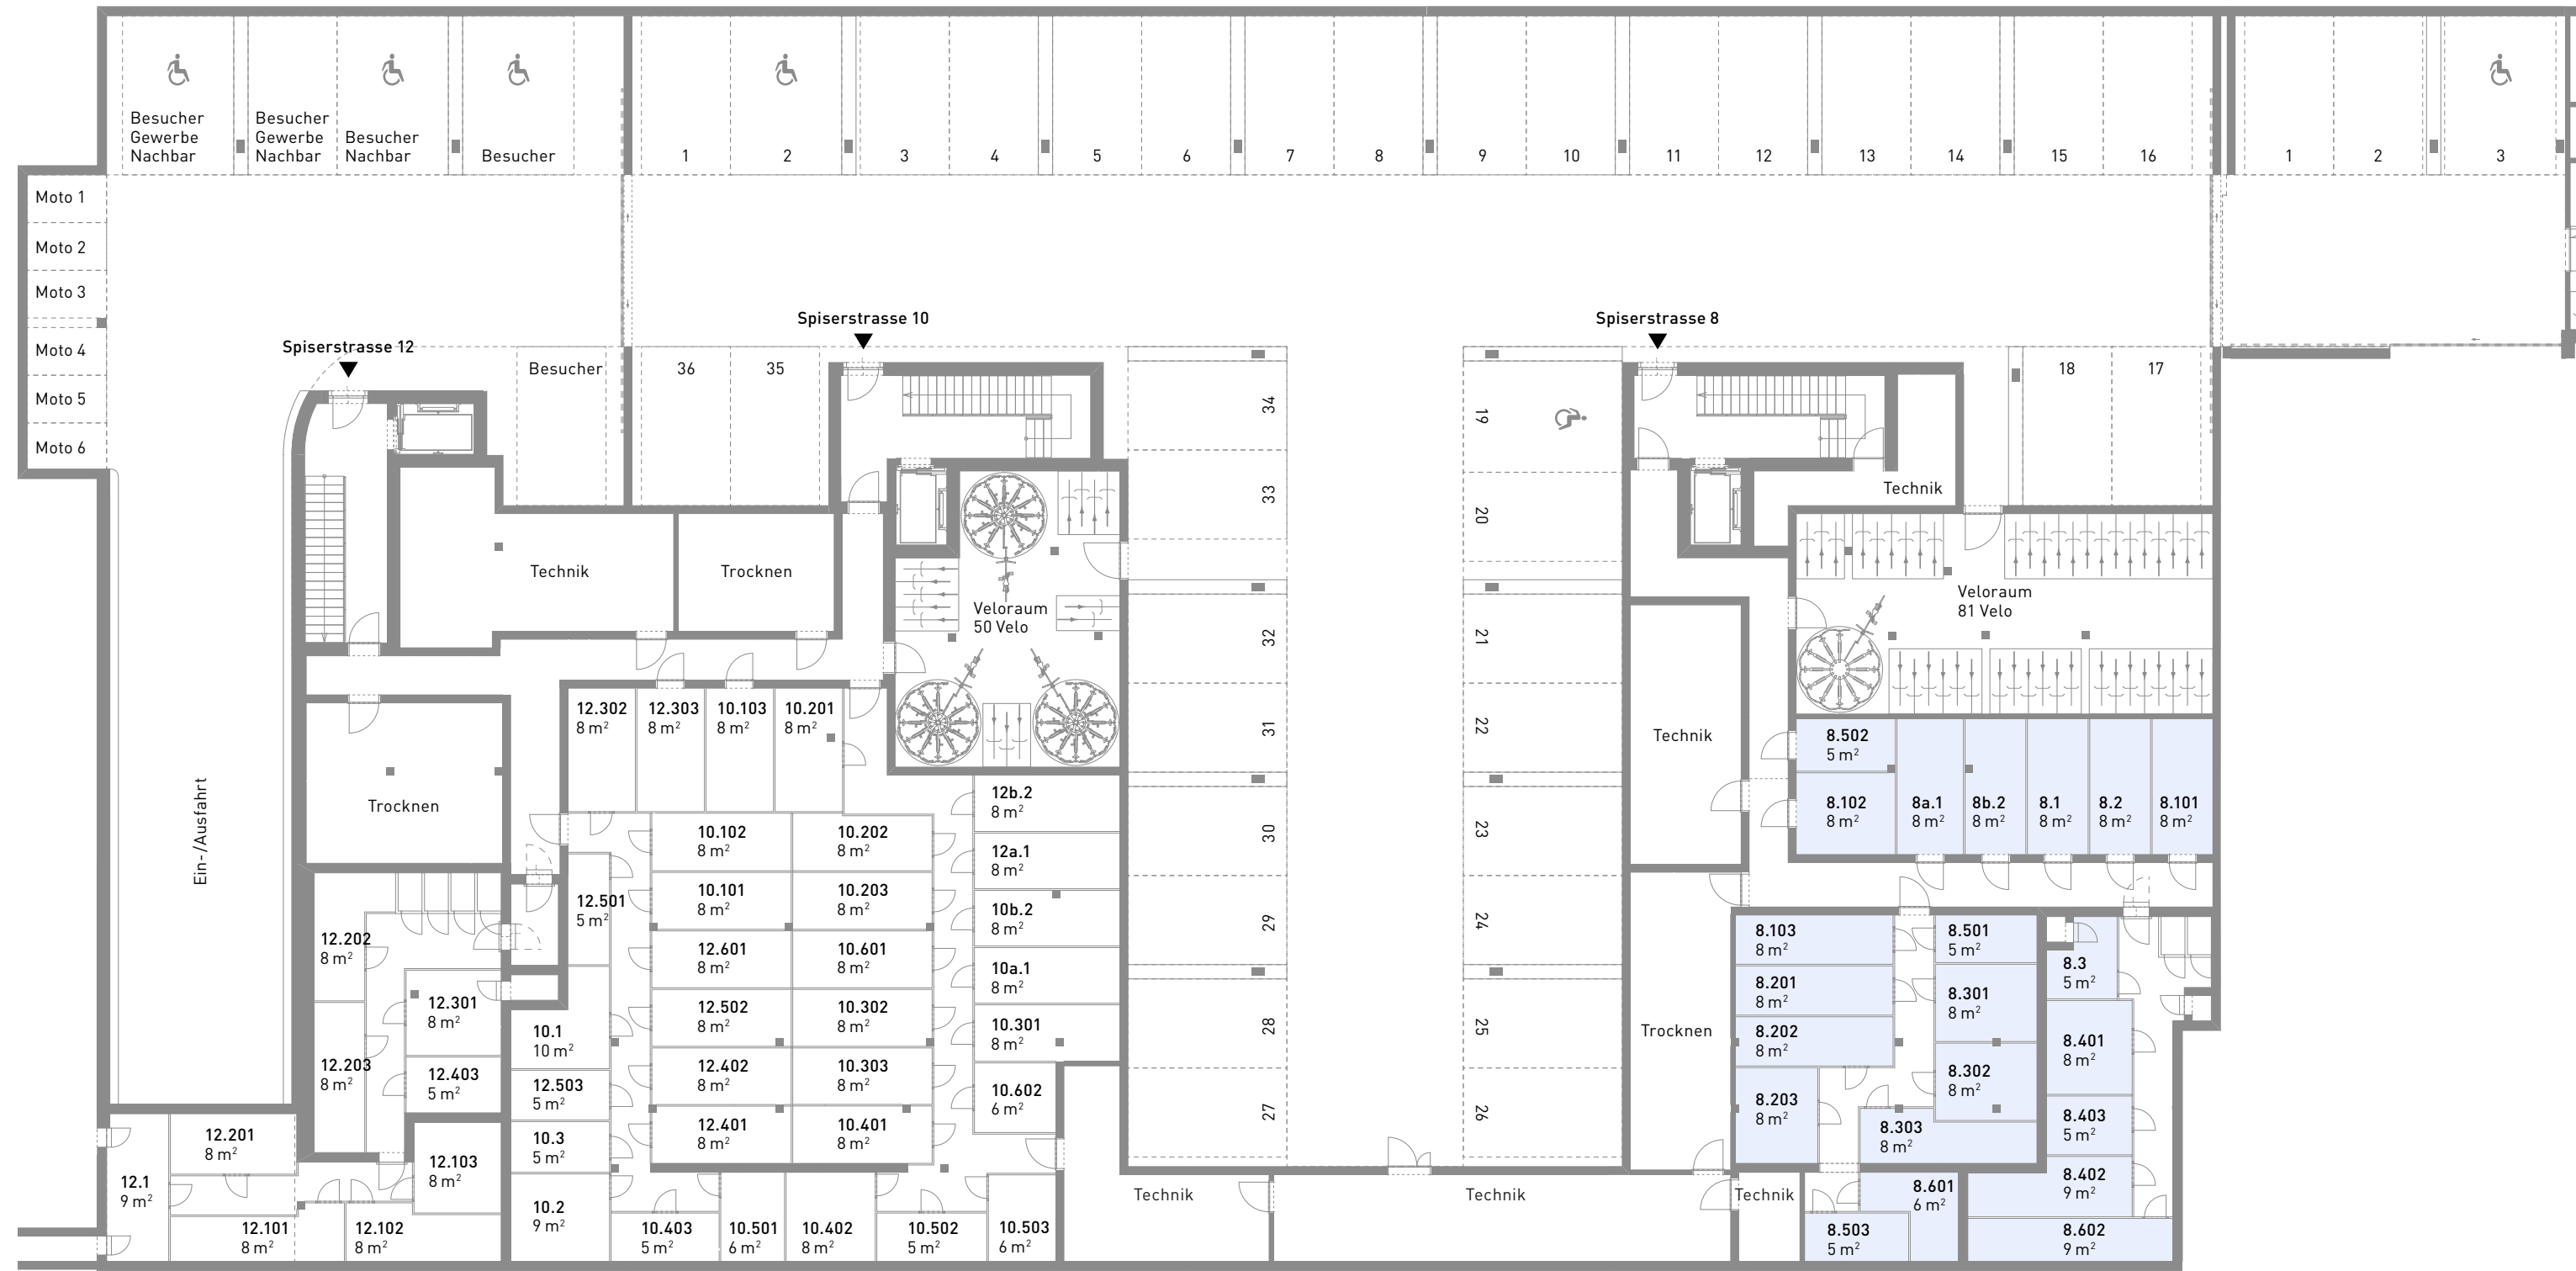 Besucher
Gewerbe
Nachbar
Besucher
Gewerbe
Nachbar
Besucher
Nachbar
Besucher
1
2
3
4
5
6
7
8
9
10
11
12
13
14
15
16
1
2
3
Moto 1
Moto 2
Moto 3
Moto 4
Moto 5
Moto 6
Spiserstrasse 12
Spiserstrasse 10
Spiserstrasse 8
Besucher
36
35
34
33
32
31
30
29
28
27
19
20
21
22
23
24
25
26
18
17
Technik
Technik
Trocknen
Veloraum
50 Velo
Veloraum
81 Velo
Technik
Trocknen
Ein-/Ausfahrt
12.302
8 m²
12.303
8 m²
10.103
8 m²
10.201
8 m²
12b.2
8 m²
12a.1
8 m²
10b.2
8 m²
10a.1
8 m²
10.301
8 m²
10.602
6 m²
10.102
8 m²
10.202
8 m²
10.101
8 m²
10.203
8 m²
12.601
8 m²
10.601
8 m²
12.502
8 m²
10.302
8 m²
12.402
8 m²
10.303
8 m²
12.401
8 m²
10.401
8 m²
12.501
5 m²
10.1
10 m²
12.503
5 m²
10.3
5 m²
10.2
9 m²
10.403
5 m²
10.501
6 m²
10.402
8 m²
10.502
5 m²
10.503
6 m²
12.202
8 m²
12.203
8 m²
12.301
8 m²
12.403
5 m²
12.103
8 m²
12.201
8 m²
12.1
9 m²
12.101
8 m²
12.102
8 m²
Technik
Technik
Technik
Trocknen
8.502
5 m²
8.102
8 m²
8a.1
8 m²
8b.2
8 m²
8.1
8 m²
8.2
8 m²
8.101
8 m²
8.103
8 m²
8.201
8 m²
8.202
8 m²
8.203
8 m²
8.501
5 m²
8.301
8 m²
8.302
8 m²
8.303
8 m²
8.3
5 m²
8.401
8 m²
8.403
5 m²
8.402
9 m²
8.601
6 m²
8.503
5 m²
8.602
9 m²